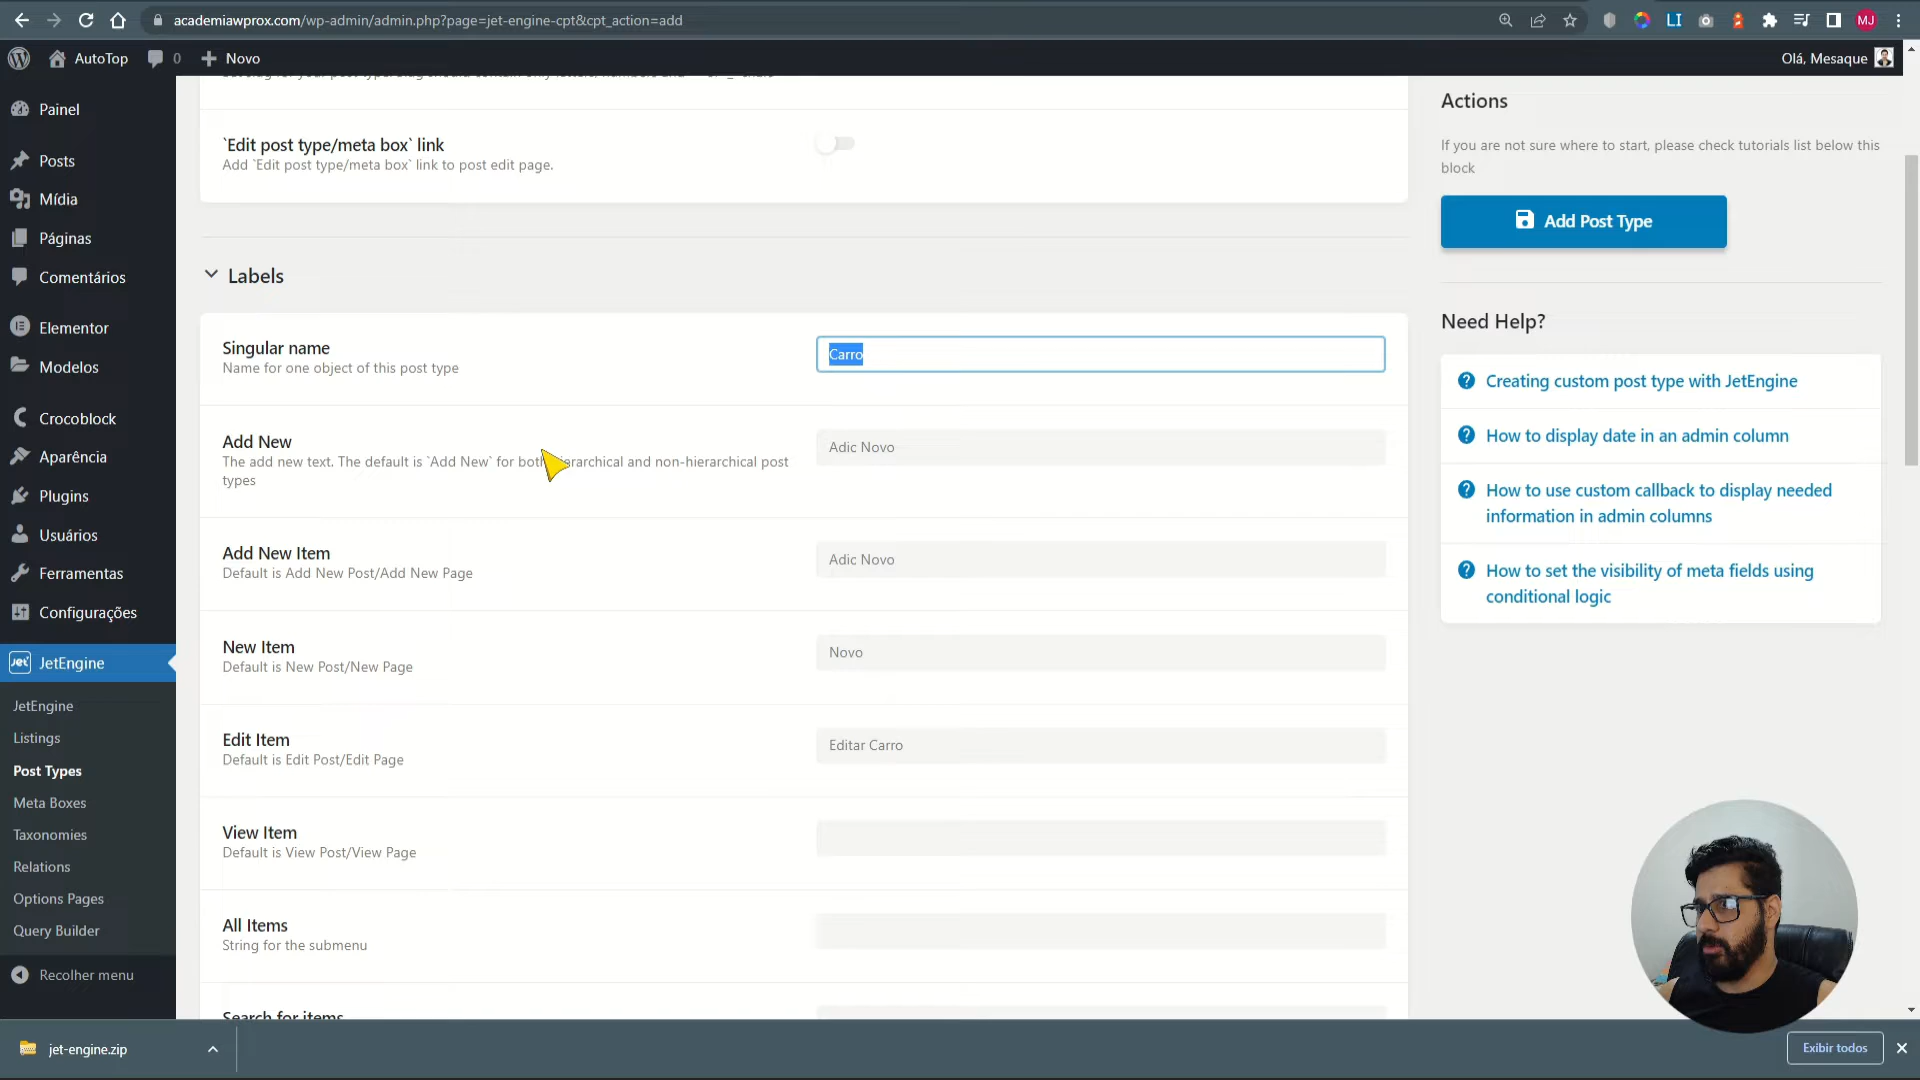 academiawprox.com/wp-admin/admin.php?page=jet-engine-cpt&cpt_action=add
LI
MJ
AutoTop
0
Novo
Olá, Mesaque
Painel
Posts
Mídia
Páginas
Comentários
Elementor
Modelos
Crocoblock
Aparência
Plugins
Usuários
Ferramentas
Configurações
Jet
JetEngine
JetEngine
Listings
Post Types
Meta Boxes
Taxonomies
Relations
Options Pages
Query Builder
Recolher menu
`Edit post type/meta box` link
Add `Edit post type/meta box` link to post edit page.
Labels
Singular name
Name for one object of this post type
Carro
Add New
The add new text. The default is `Add New` for both hierarchical and non-hierarchical post
types
Adic Novo
Add New Item
Default is Add New Post/Add New Page
Adic Novo
New Item
Default is New Post/New Page
Novo
Edit Item
Default is Edit Post/Edit Page
Editar Carro
View Item
Default is View Post/View Page
All Items
String for the submenu
Search for items
Actions
If you are not sure where to start, please check tutorials list below this
block
Add Post Type
Need Help?
Creating custom post type with JetEngine
How to display date in an admin column
How to use custom callback to display needed
information in admin columns
How to set the visibility of meta fields using
conditional logic
jet-engine.zip
Exibir todos